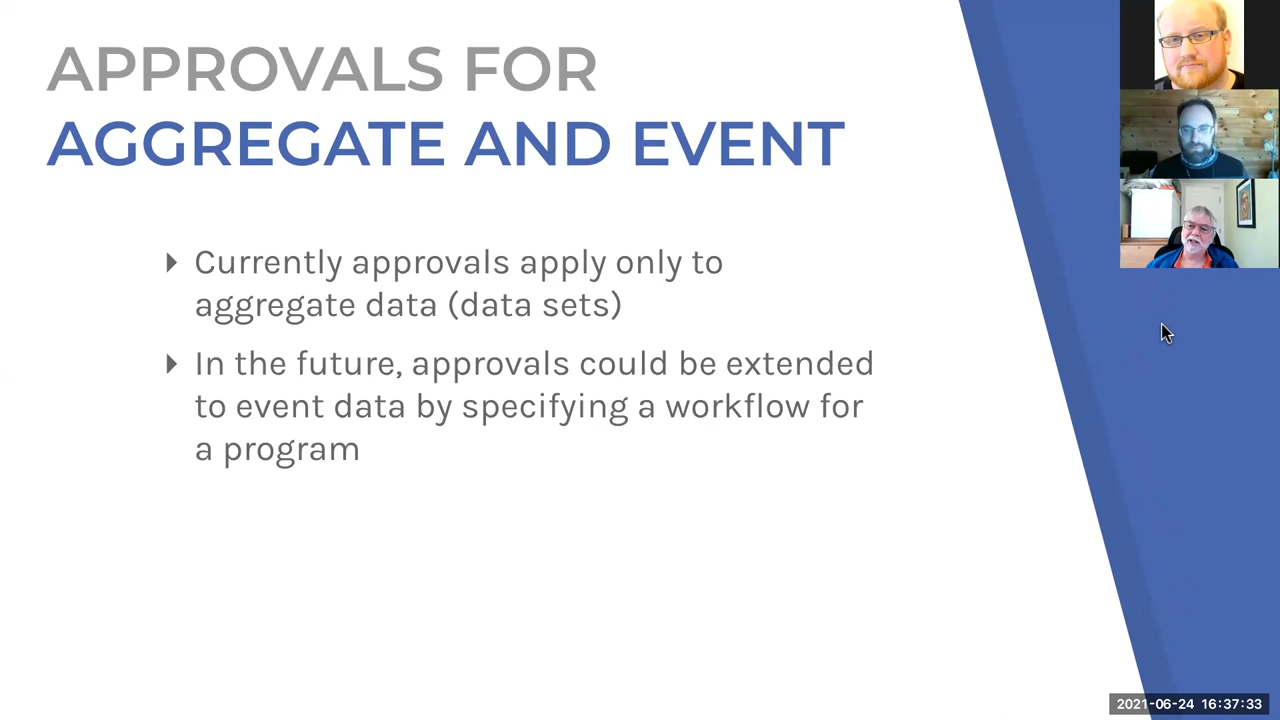 APPROVALS FOR
AGGREGATE AND EVENT
Currently approvals apply only to
aggregate data (data sets)
In the future, approvals could be extended
to event data by specifying a workflow for
a program
2021-06-24 16:37:33